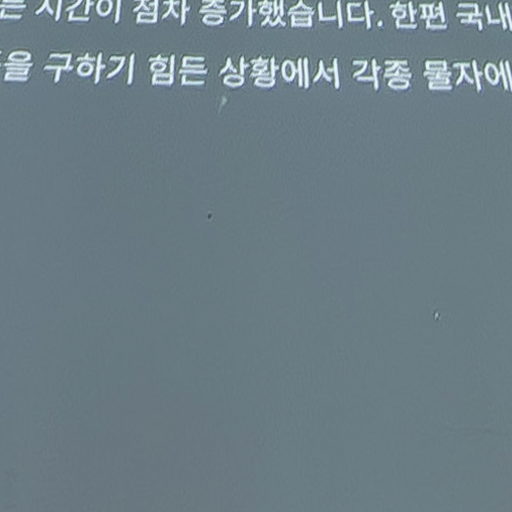 는 시간이 점차 증가했습니다. 한편 국내
을 구하기 힘든 상황에서 각종 물자에